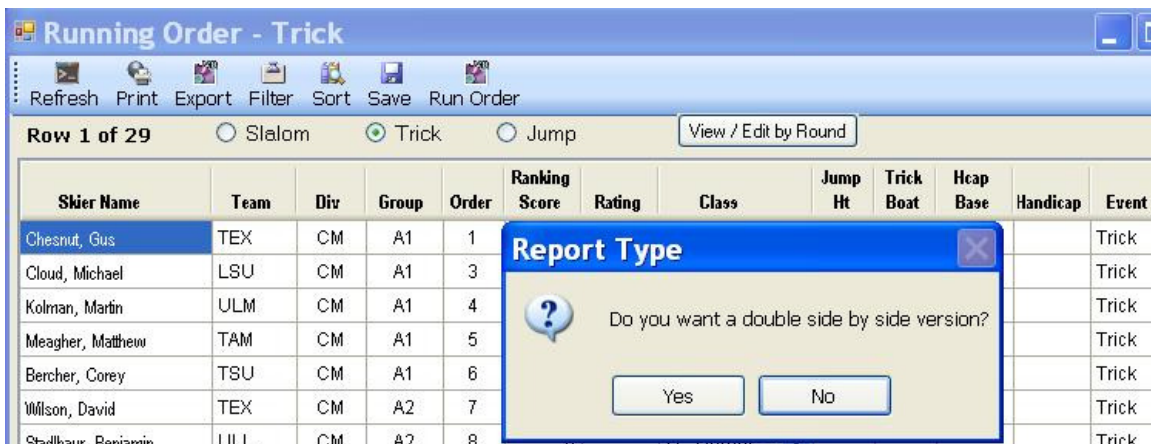 Running Order - Trick
Refresh Print Export Filter Sort Save Run Order
Row 1 of 29 Slalom Trick Jump View / Edit by Round
Skier Name Team Div Group Order Ranking Score Rating Class Jump Ht Trick Boat Hcap Base Handicap Event
Chesnut, Gus TEX CM A1 1 Trick
Report Type
Cloud, Michael LSU CM A1 3 Trick
Kolman, Martin ULM CM A1 4 Trick
Do you want a double side by side version?
Meagher, Matthew TAM CM A1 5 Trick
Bercher, Corey TSU CM A1 6 Trick
Yes No
Wilson, David TEX CM A2 7 Trick
Benjamin CM A2 8 Trick